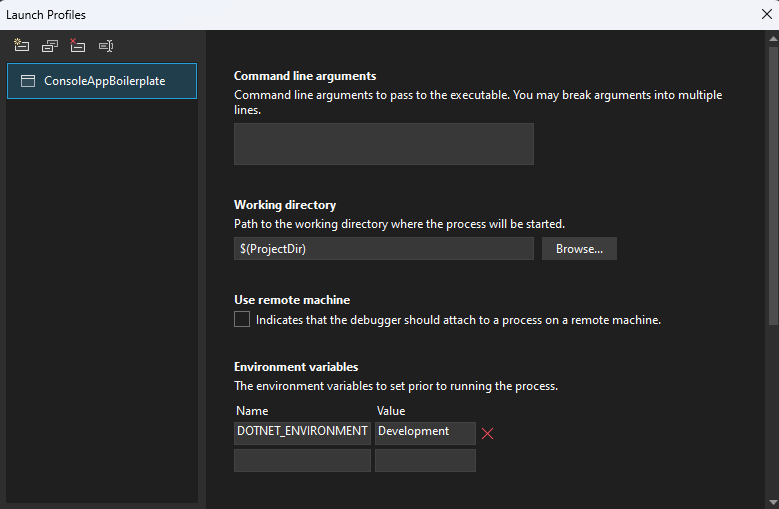 Launch Profiles
ConsoleAppBoilerplate
Command line arguments
Command line arguments to pass to the executable. You may break arguments into multiple
lines.
Working directory
Path to the working directory where the process will be started.
$(ProjectDir)
Browse...
Use remote machine
Indicates that the debugger should attach to a process on a remote machine.
Environment variables
The environment variables to set prior to running the process.
Name Value
DOTNET_ENVIRONMENT Development